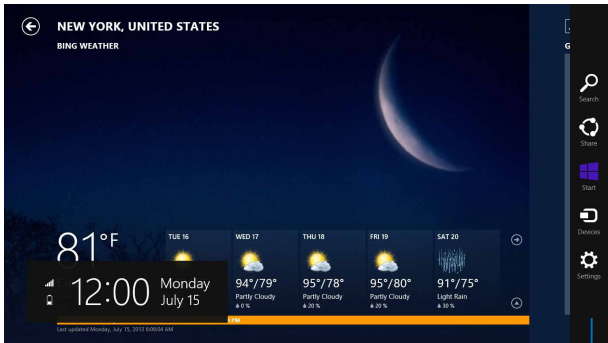 NEW YORK, UNITED STATES
BING WEATHER
G
Search
Share
Start
Devices
Settings
81°F
TUE 16
WED 17
THU 18
FRI 19
SAT 20
94°/79°
95°/78°
95°/80°
91°/75°
Partly Cloudy
Partly Cloudy
Partly Cloudy
Light Rain
0 %
20 %
20 %
30 %
12:00
Monday
July 15
PM
Last updated Monday, July 15, 2013 6:06:04 AM